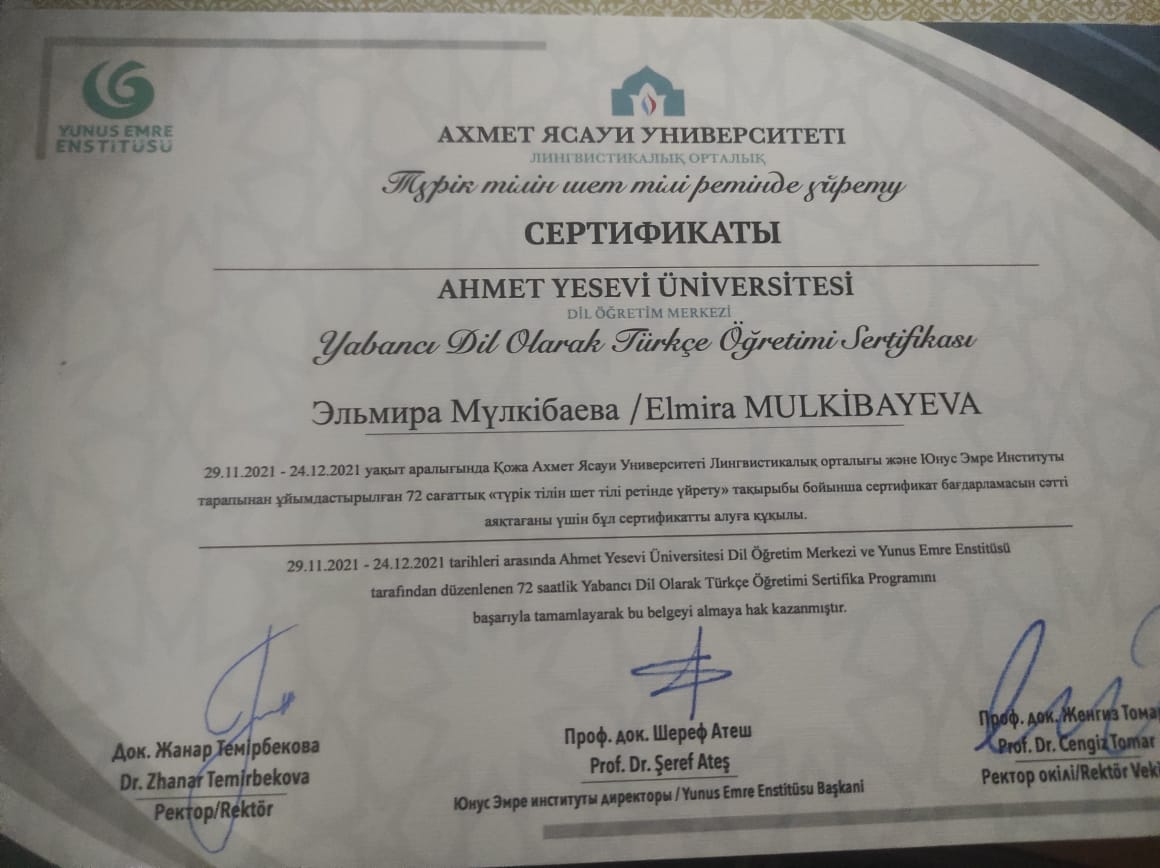 YUNUS EMRE
ENSTİTÜSÜ
АХМЕТ ЯСАУИ УНИВЕРСИТЕТІ
ЛИНГВИСТИКАЛЫҚ ОРТАЛЫҚ
Түрік тілін шет тілі ретінде үйрету
СЕРТИФИКАТЫ
AHMET YESEVİ ÜNİVERSİTESİ
DİL ÖĞRETİM MERKEZİ
Yabancı Dil Olarak Türkçe Öğretimi Sertifikası
Эльмира Мүлкібаева /Elmira MULKİBAYEVA
29.11.2021 - 24.12.2021 уақыт аралығында Қожа Ахмет Ясауи Университеті Лингвистикалық орталығы және Юнус Эмре Институты
тарапынан ұйымдастырылған 72 сағаттық «түрік тілін шет тілі ретінде үйрету» тақырыбы бойынша сертификат бағдарламасын сәтті
аяқтағаны үшін бұл сертификатты алуға құқылы.
29.11.2021 - 24.12.2021 tarihleri arasında Ahmet Yesevi Üniversitesi Dil Öğretim Merkezi ve Yunus Emre Enstitüsü
tarafından düzenlenen 72 saatlik Yabancı Dil Olarak Türkçe Öğretimi Sertifika Programını
başarıyla tamamlayarak bu belgeyi almaya hak kazanmıştır.
Док. Жанар Темірбекова
Dr. Zhanar Temirbekova
Ректор/Rektör
Проф. док. Шереф Атеш
Prof. Dr. Şeref Ateş
Юнус Эмре институты директоры / Yunus Emre Enstitüsu Başkani
Проф. док. Женгиз Тома
Prof. Dr. Cengiz Tomar
Ректор өкілі/Rektör Veki